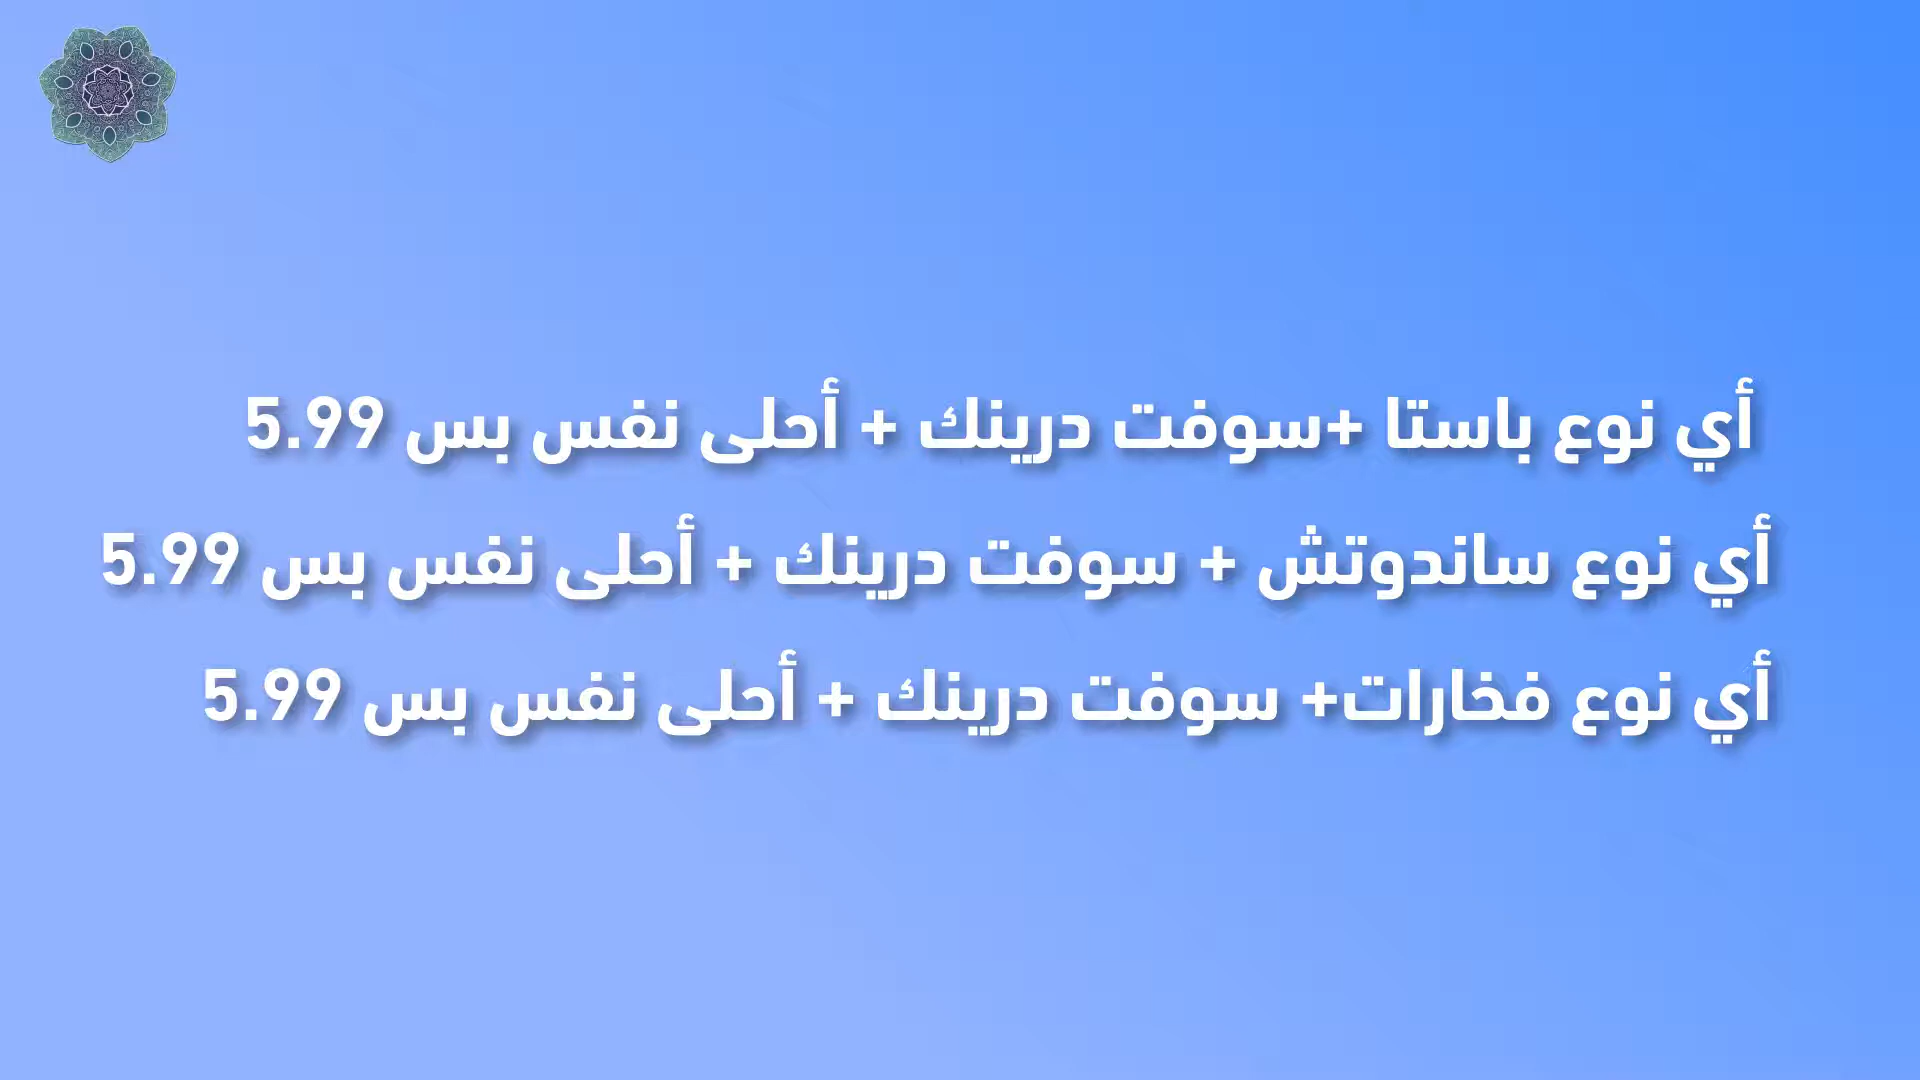 أي نوع باستا +سوفت درينك + أحلى نفس بس 5.99
أي نوع ساندوتش + سوفت درينك + أحلى نفس بس 5.99
أي نوع فخارات+ سوفت درينك + أحلى نفس بس 5.99